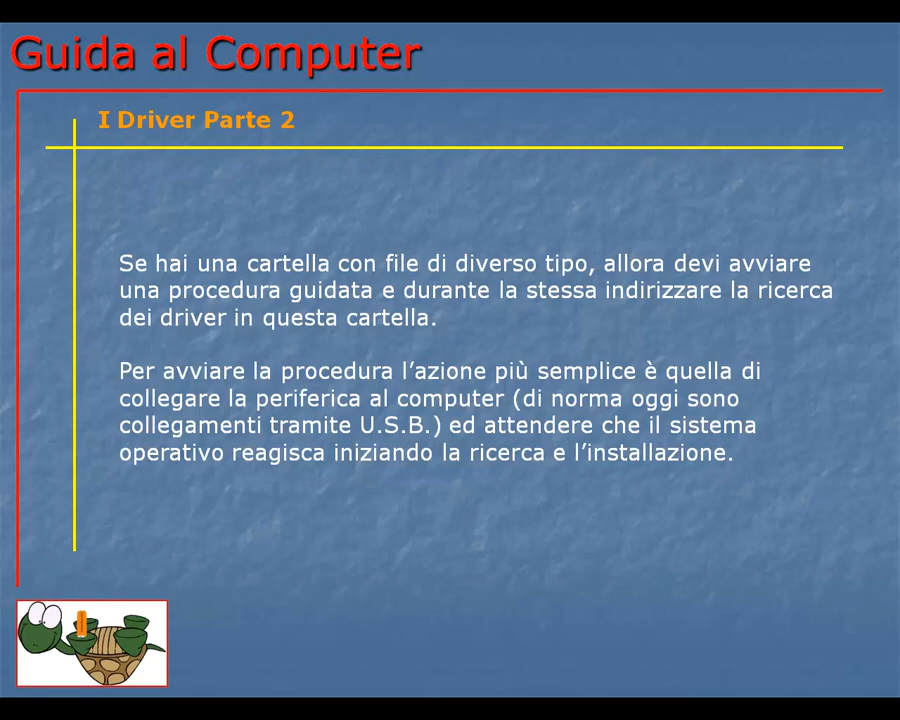 Guida al Computer
I Driver Parte 2
Se hai una cartella con file di diverso tipo, allora devi avviare
una procedura guidata e durante la stessa indirizzare la ricerca
dei driver in questa cartella.
Per avviare la procedura l’azione più semplice è quella di
collegare la periferica al computer (di norma oggi sono
collegamenti tramite U.S.B.) ed attendere che il sistema
operativo reagisca iniziando la ricerca e l’installazione.